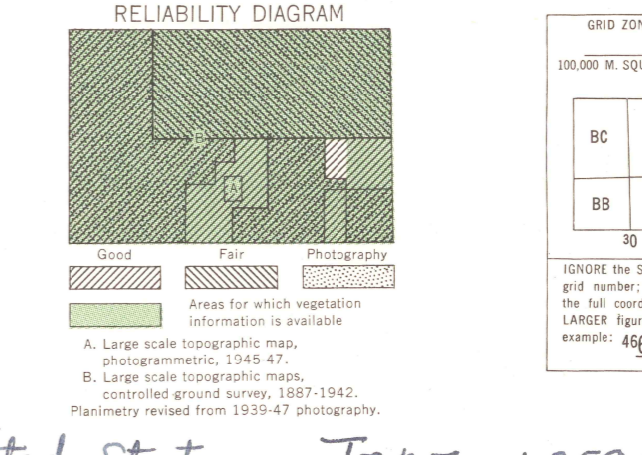 RELIABILITY DIAGRAM
B
A
Good Fair Photography
Areas for which vegetation
information is available
A. Large scale topographic map,
photogrammetric, 1945-47.
B. Large scale topographic maps,
controlled ground survey, 1887-1942.
Planimetry revised from 1939-47 photography.
GRID ZON
100,000 M. SQU
BC
BB
30
IGNORE the S
grid number;
the full coord
LARGER figur
example: 466